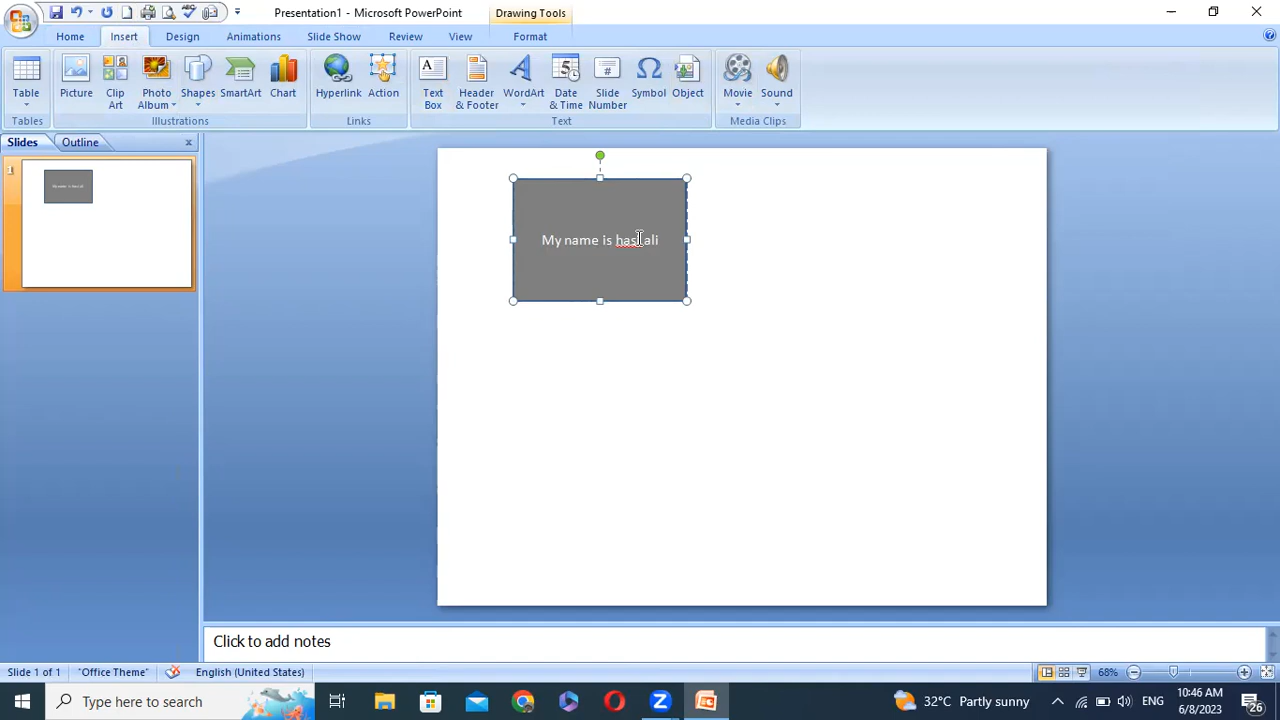 Presentation1 - Microsoft PowerPoint
Drawing Tools
Home Insert Design Animations Slide Show Review View Format
Table Picture Clip Art Photo Album Shapes SmartArt Chart Hyperlink Action Text Box Header & Footer WordArt Date & Time Slide Number Symbol Object Movie Sound
Tables Illustrations Links Text Media Clips
Slides Outline
1
My name is ali
Click to add notes
Slide 1 of 1 "Office Theme" English (United States) 68%
Type here to search
32°C Partly sunny
ENG
10:46 AM
6/8/2023
26